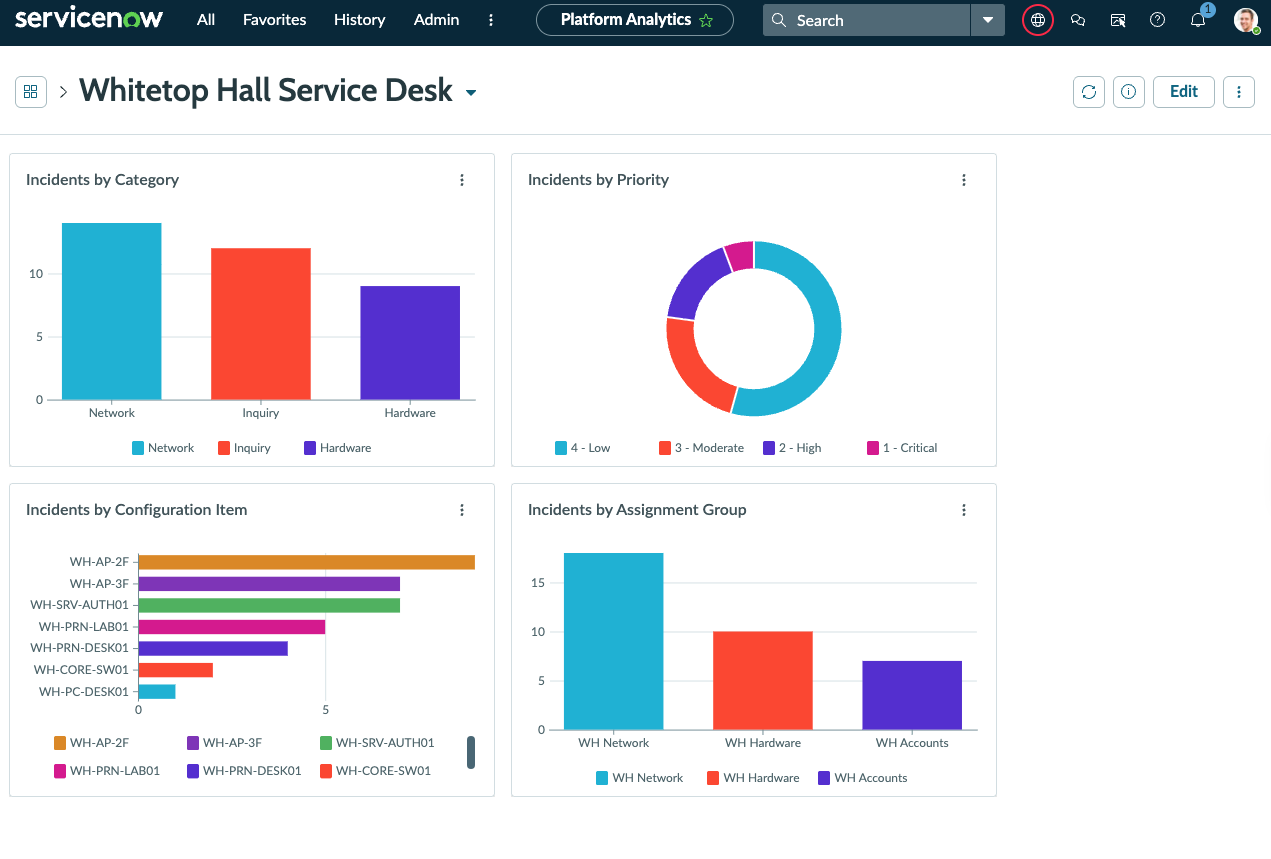 servicenow All Favorites History Admin Platform Analytics Search 1
Whitetop Hall Service Desk Edit
Incidents by Category
10
5
0
Network Inquiry Hardware
Network Inquiry Hardware
Incidents by Priority
4 - Low 3 - Moderate 2 - High 1 - Critical
Incidents by Configuration Item
WH-AP-2F
WH-AP-3F
WH-SRV-AUTH01
WH-PRN-LAB01
WH-PRN-DESK01
WH-CORE-SW01
WH-PC-DESK01
0 5
WH-AP-2F WH-AP-3F WH-SRV-AUTH01
WH-PRN-LAB01 WH-PRN-DESK01 WH-CORE-SW01
Incidents by Assignment Group
15
10
5
0
WH Network WH Hardware WH Accounts
WH Network WH Hardware WH Accounts